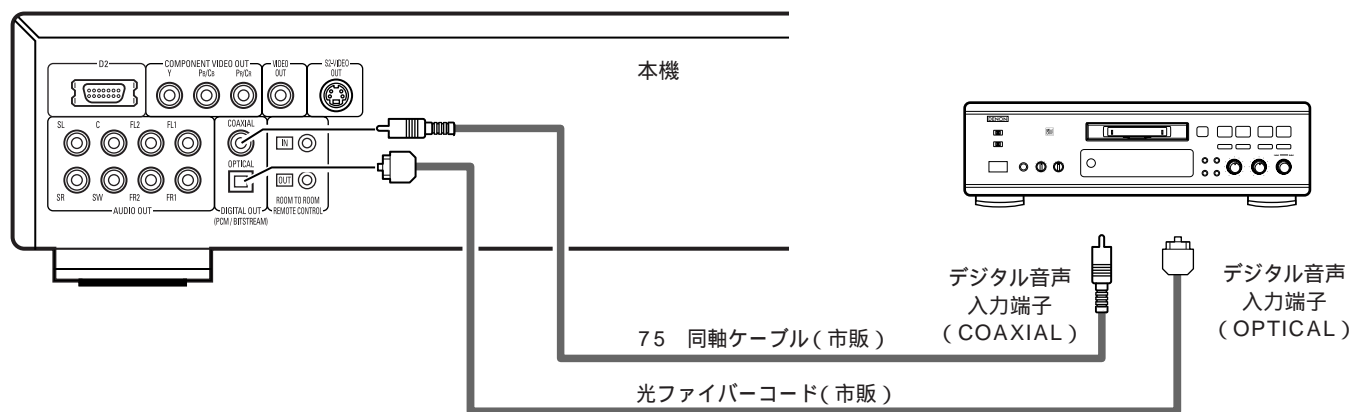 本機
D2
COMPONENT VIDEO OUT
Y PB/CB PR/CR
VIDEO OUT
S2-VIDEO OUT
SL C FL2 FL1
SR SW FR2 FR1
AUDIO OUT
COAXIAL
OPTICAL
DIGITAL OUT
(PCM / BITSTREAM)
IN
OUT
ROOM TO ROOM
REMOTE CONTROL
DENON
デジタル音声
入力端子
(COAXIAL)
デジタル音声
入力端子
(OPTICAL)
75 同軸ケーブル(市販)
光ファイバーコード(市販)